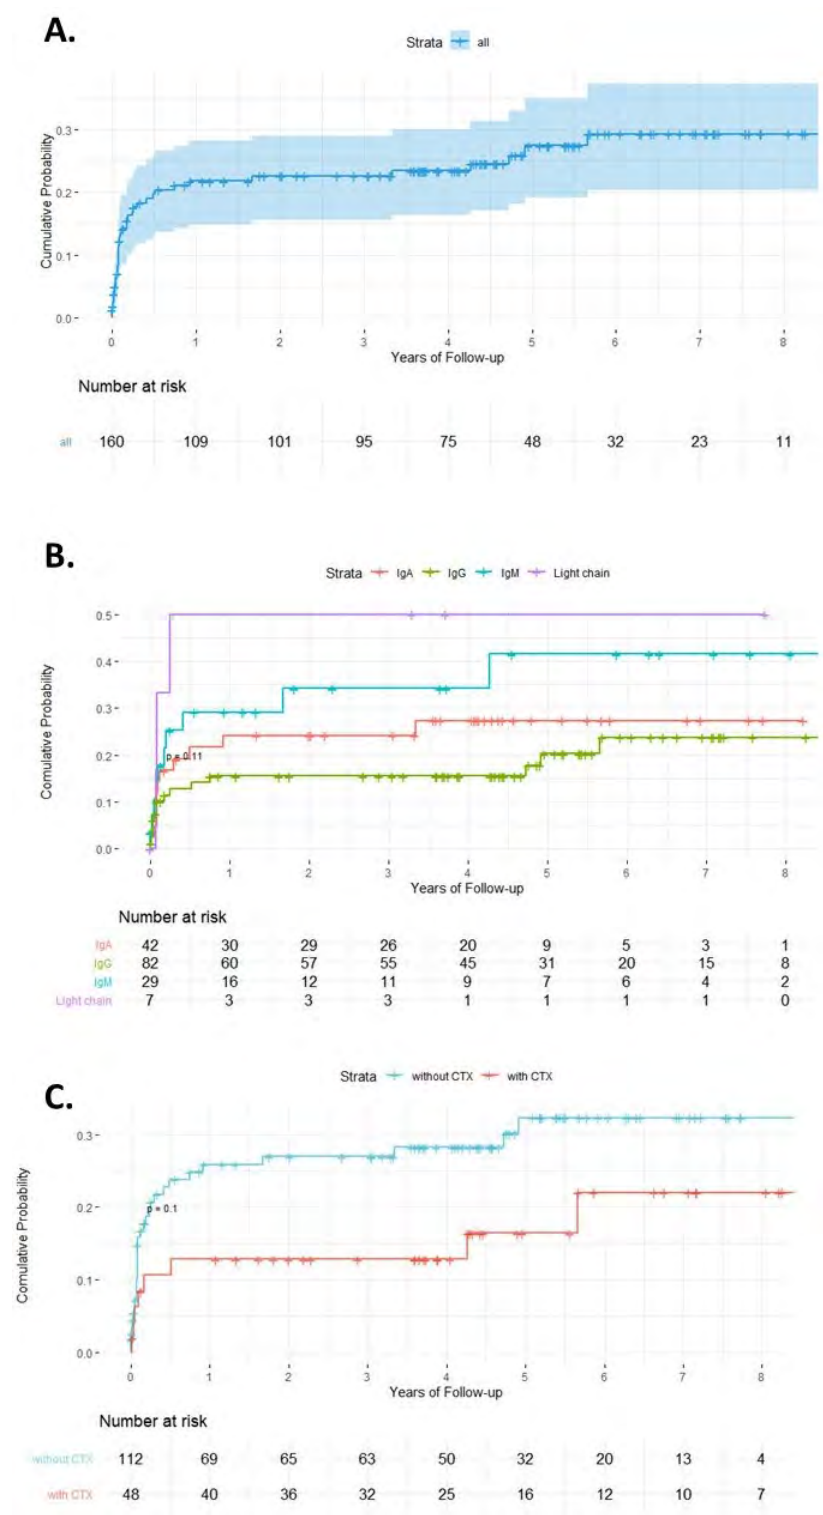 A.
Strata all
Cumulative Probability
0.3
0.2
0.1
0.0
0 1 2 3 4 5 6 7 8
Years of Follow-up
Number at risk
all 160 109 101 95 75 48 32 23 11
B.
Strata IgA IgG IgM Light chain
Comulative Probability
0.5
0.4
0.3
0.2
0.1
0.0
p = 0.11
0 1 2 3 4 5 6 7 8
Years of Follow-up
Number at risk
IgA 42 30 29 26 20 9 5 3 1
IgG 82 60 57 55 45 31 20 15 8
IgM 29 16 12 11 9 7 6 4 2
Light chain 7 3 3 3 1 1 1 1 0
C.
Strata without CTX with CTX
Comulative Probability
0.3
0.2
0.1
0.0
p = 0.1
0 1 2 3 4 5 6 7 8
Years of Follow-up
Number at risk
without CTX 112 69 65 63 50 32 20 13 4
with CTX 48 40 36 32 25 16 12 10 7